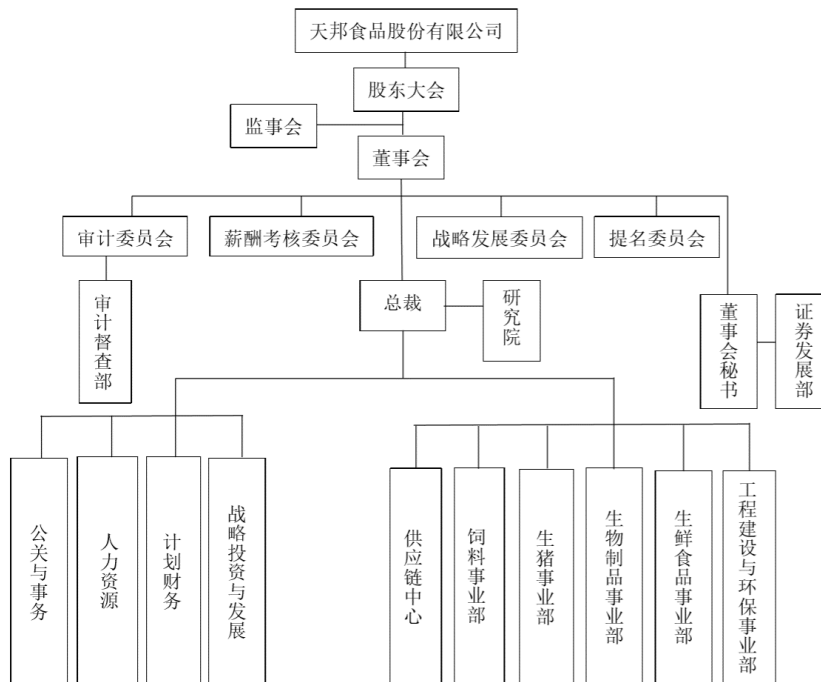 天邦食品股份有限公司
股东大会
监事会
董事会
审计委员会
薪酬考核委员会
战略发展委员会
提名委员会
审计督查部
总裁
研究院
董事会秘书
证券发展部
公关与事务
人力资源
计划财务
战略投资与发展
供应链中心
饲料事业部
生猪事业部
生物制品事业部
生鲜食品事业部
工程建设与环保事业部